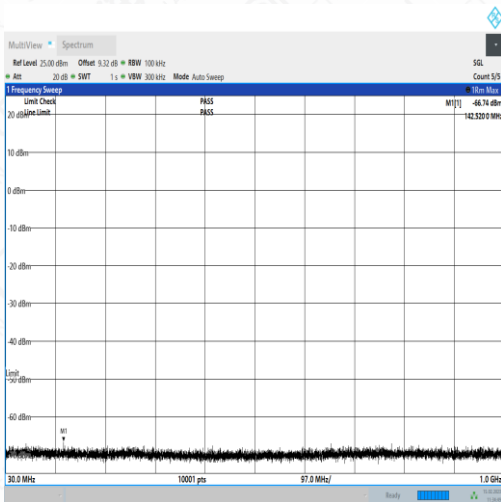 MultiView Spectrum
Ref Level 25.00 dBm Offset 9.32 dB RBW 100 kHz SGL
Att 20 dB SWT 1 s VBW 300 kHz Mode Auto Sweep Count 5/5
1 Frequency Sweep 1Rm Max
Limit Check PASS M1[1] -66.74 dBm
Line Limit PASS 142.5200 MHz
20 dBm
10 dBm
0 dBm
-10 dBm
-20 dBm
-30 dBm
-40 dBm
Limit
-50 dBm
-60 dBm
M1
30.0 MHz 10001 pts 97.0 MHz/ 1.0 GHz
Ready